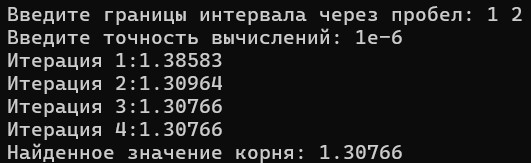 Введите границы интервала через пробел: 1 2
Введите точность вычислений: 1e-6
Итерация 1:1.38583
Итерация 2:1.30964
Итерация 3:1.30766
Итерация 4:1.30766
Найденное значение корня: 1.30766